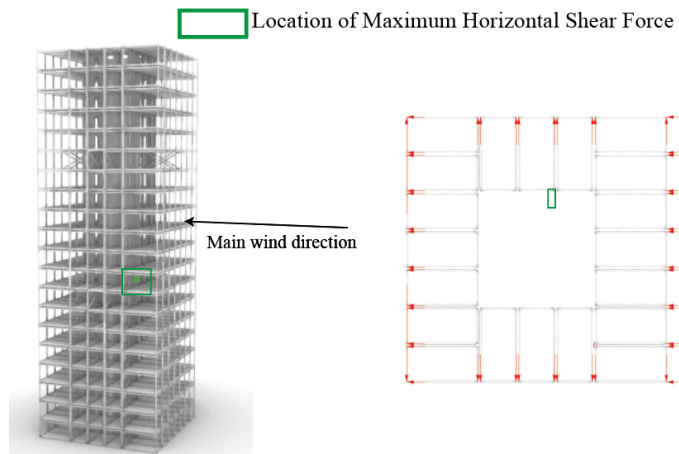 Location of Maximum Horizontal Shear Force
Main wind direction